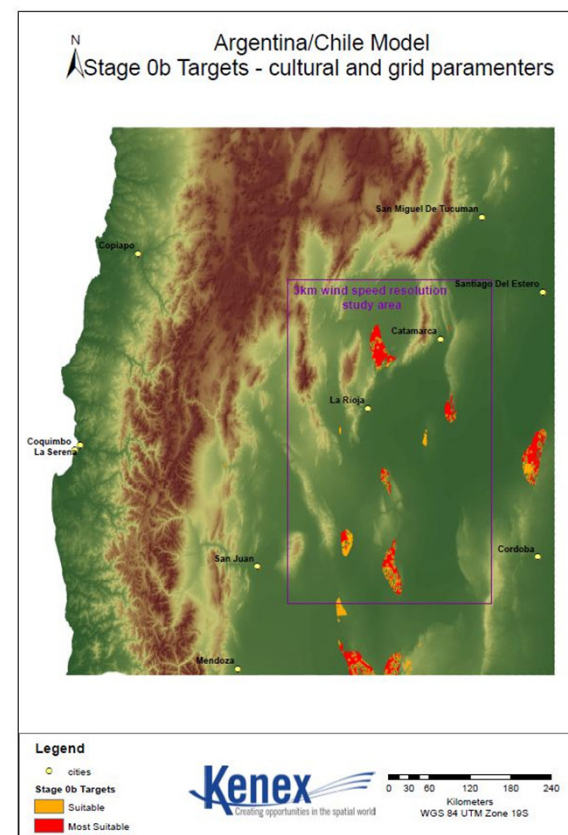 N
Argentina/Chile Model
Stage 0b Targets - cultural and grid paramenters
San Miguel De Tucuman
Copiapo
Santiago Del Estero
3km wind speed resolution
study area
Catamarca
La Rioja
Coquimbo
La Serena
Cordoba
San Juan
Mendoza
Legend
cities
Stage 0b Targets
Suitable
Most Suitable
Kenex
Creating opportunities in the spatial world
0 30 60 120 180 240
Kilometers
WGS 84 UTM Zone 19S